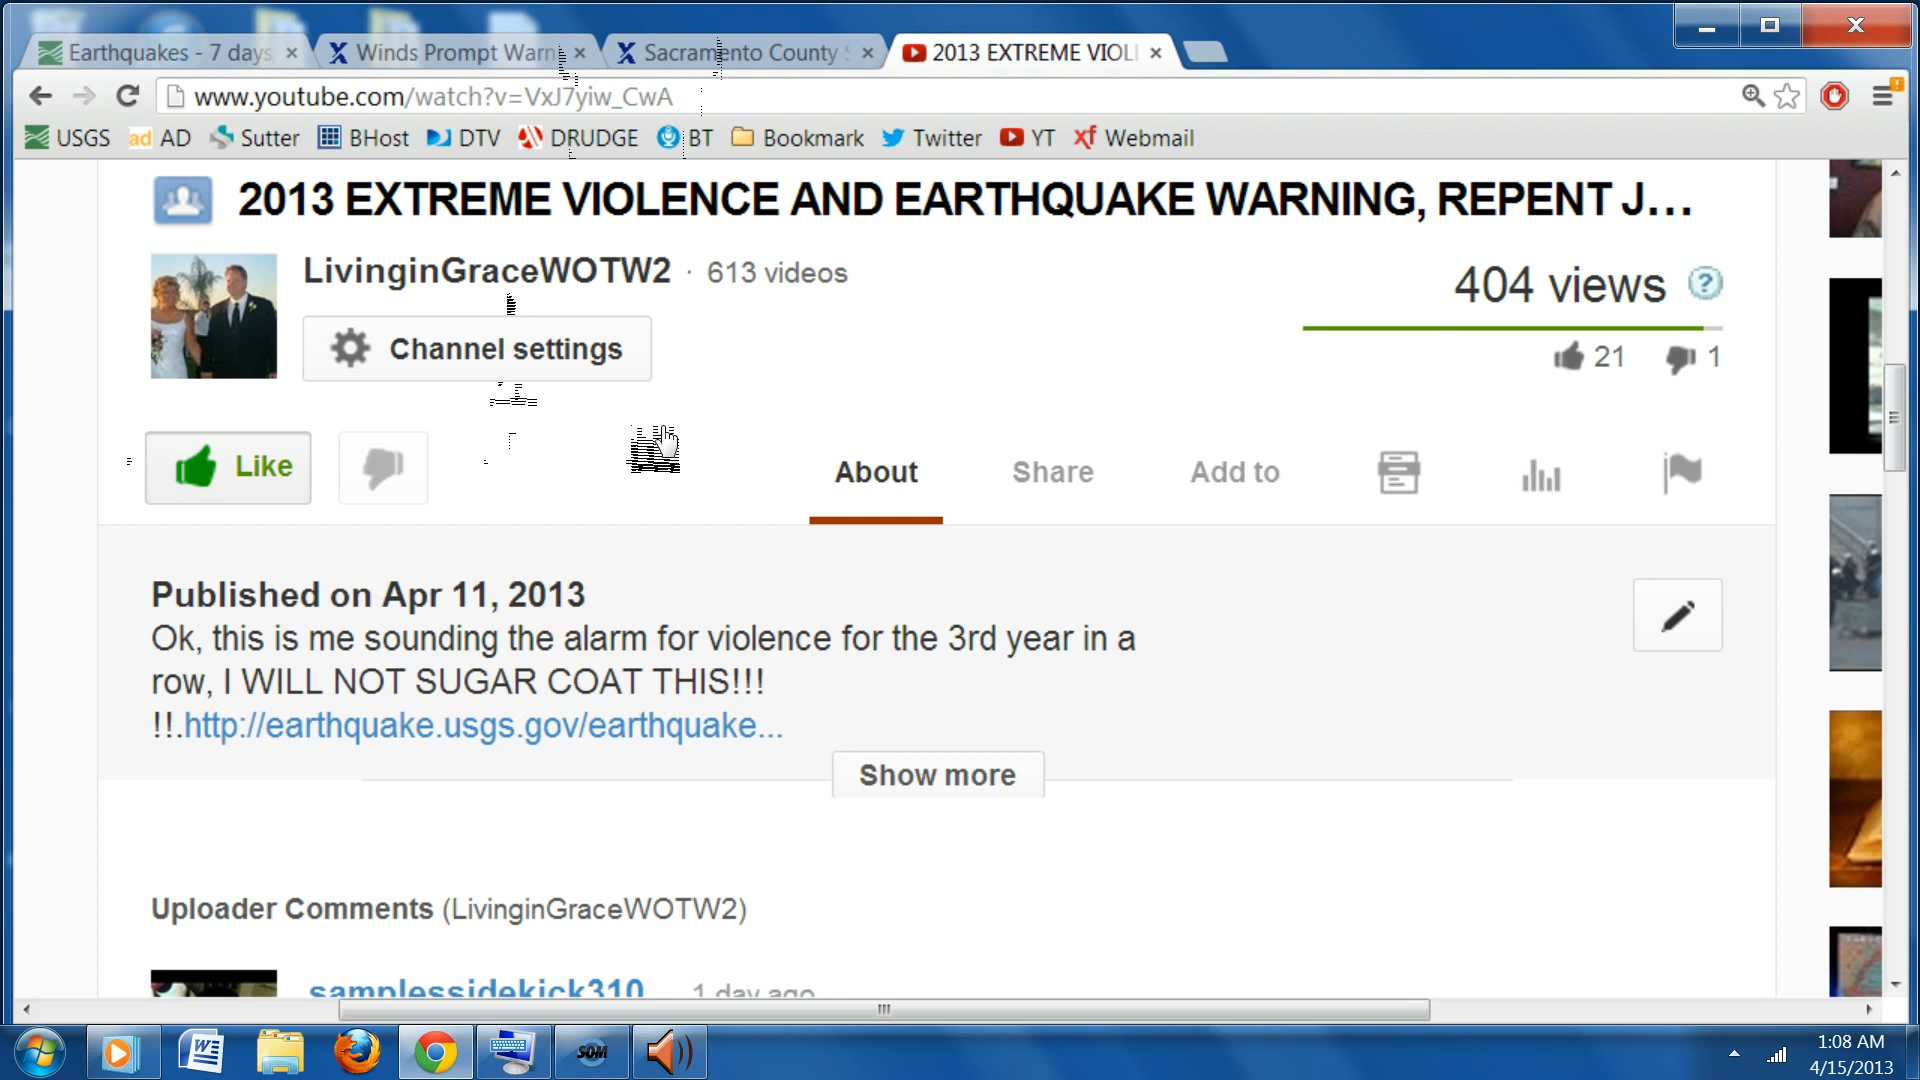 Earthquakes - 7 days
Winds Prompt Warn
Sacramento County
2013 EXTREME VIOL
www.youtube.com/watch?v=VxJ7yiw_CwA
USGS
ad AD
Sutter
BHost
DTV
DRUDGE
BT
Bookmark
Twitter
YT
xf Webmail
2013 EXTREME VIOLENCE AND EARTHQUAKE WARNING, REPENT J...
LivinginGraceWOTW2 · 613 videos
404 views ?
Channel settings
21 1
Like
About Share Add to
Published on Apr 11, 2013
Ok, this is me sounding the alarm for violence for the 3rd year in a
row, I WILL NOT SUGAR COAT THIS!!!
!!.http://earthquake.usgs.gov/earthquake...
Show more
Uploader Comments (LivinginGraceWOTW2)
samplessidekick310 1 day ago
SOM
1:08 AM
4/15/2013